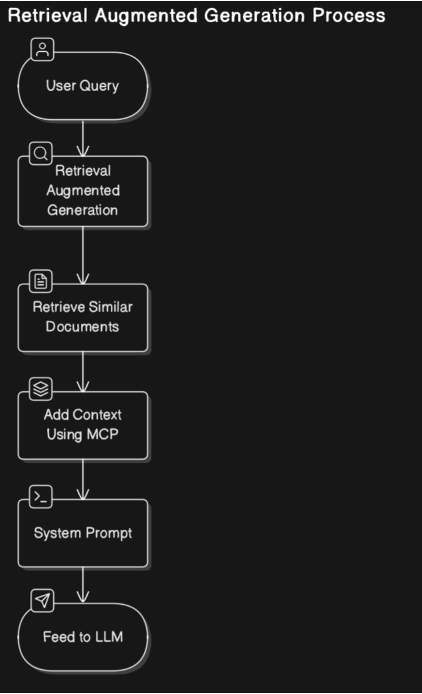 Retrieval Augmented Generation Process
User Query
Retrieval
Augmented
Generation
Retrieve Similar
Documents
Add Context
Using MCP
System Prompt
Feed to LLM